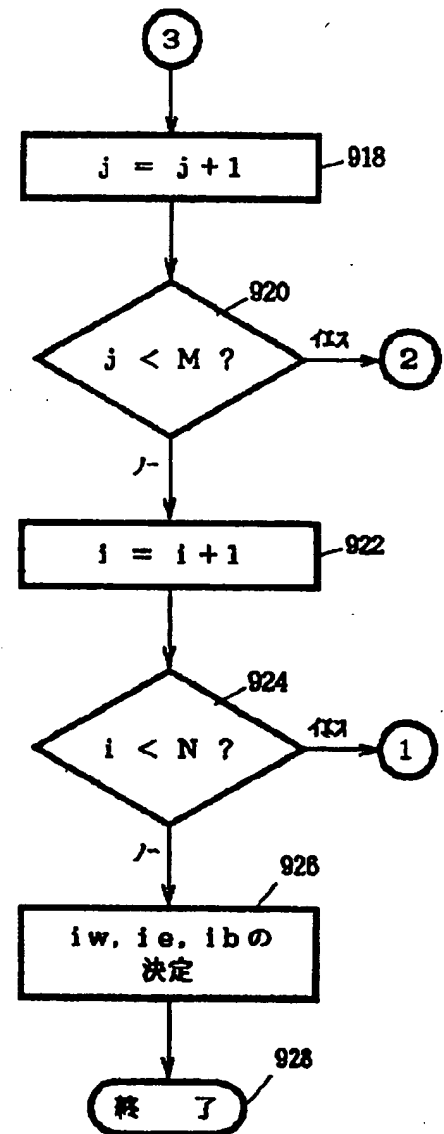 3
j = j+1
918
920
j < M ?
イエス
2
ノー
i = i+1
922
924
i < N ?
イエス
1
ノー
926
iw, ie, ibの
決定
928
終 了